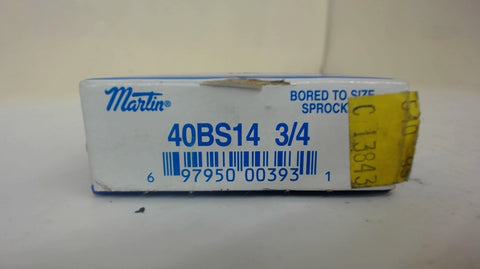 Martin®
BORED TO SIZE
SPROCK
40BS14 3/4
6 97950 00393 1
C 13843